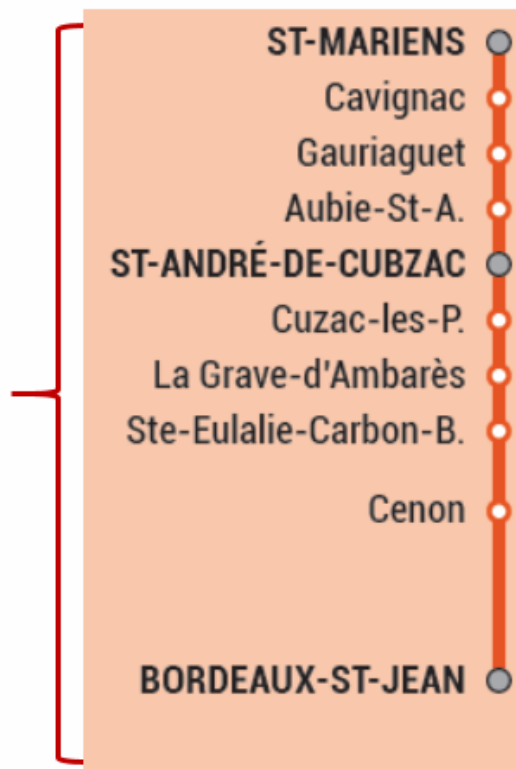 ST-MARIENS
Cavignac
Gauriaguet
Aubie-St-A.
ST-ANDRÉ-DE-CUBZAC
Cuzac-les-P.
La Grave-d'Ambarès
Ste-Eulalie-Carbon-B.
Cenon
BORDEAUX-ST-JEAN